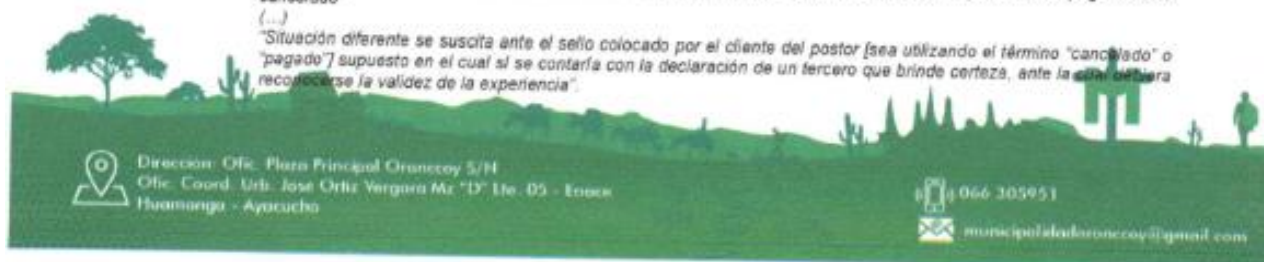 cancelado"
(...)
"Situación diferente se suscita ante el sello colocado por el cliente del postor [sea utilizando el término "cancelado" o
"pagado"] supuesto en el cual sí se contaría con la declaración de un tercero que brinde certeza, ante la cual debiera
reconocerse la validez de la experiencia".
Dirección: Ofic. Plaza Principal Oronccoy S/N
Ofic. Coord. Urb. Jose Ortiz Vergara Mz "D" Lte. 05 - Enace
Huamanga - Ayacucho
066 305951
municipalidadoronccoy@gmail.com